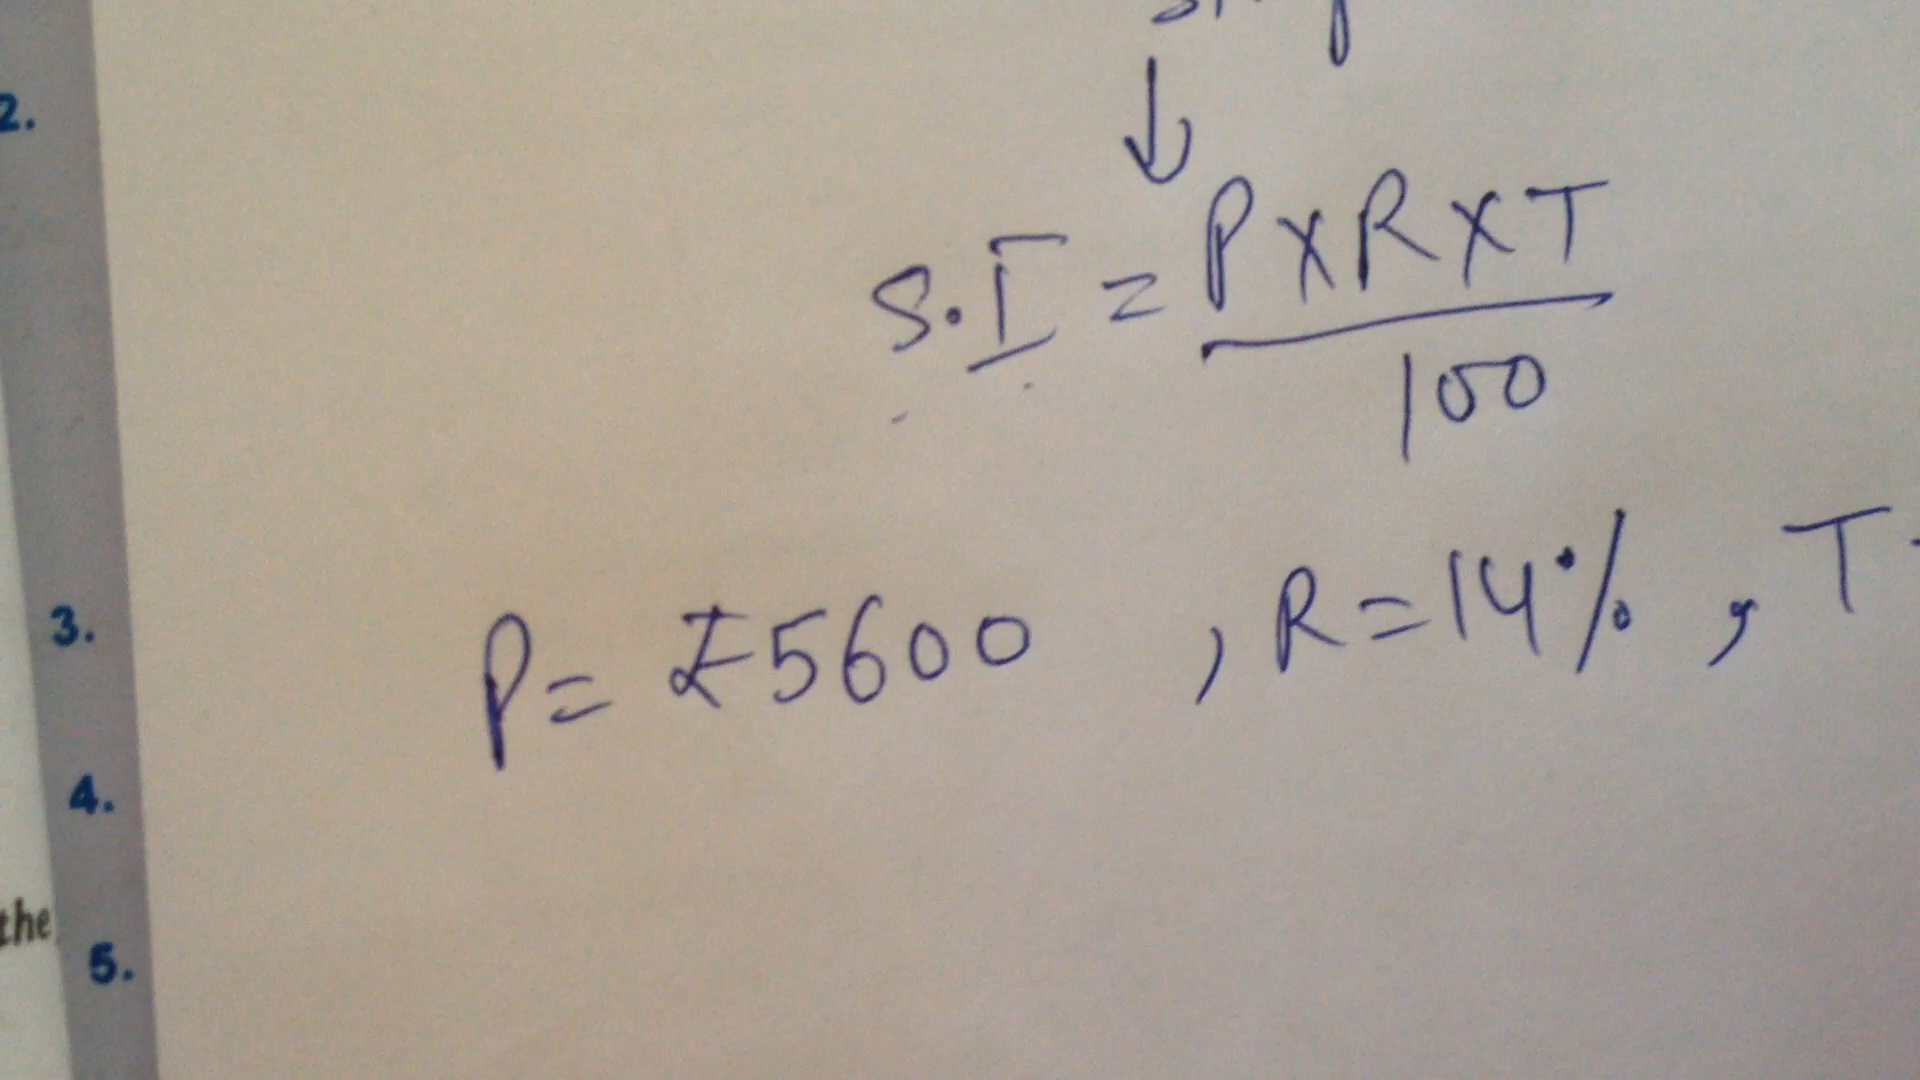 2.
S.I = P X R X T
100
3.
P = ₹5600 , R = 14% , T
4.
the
5.